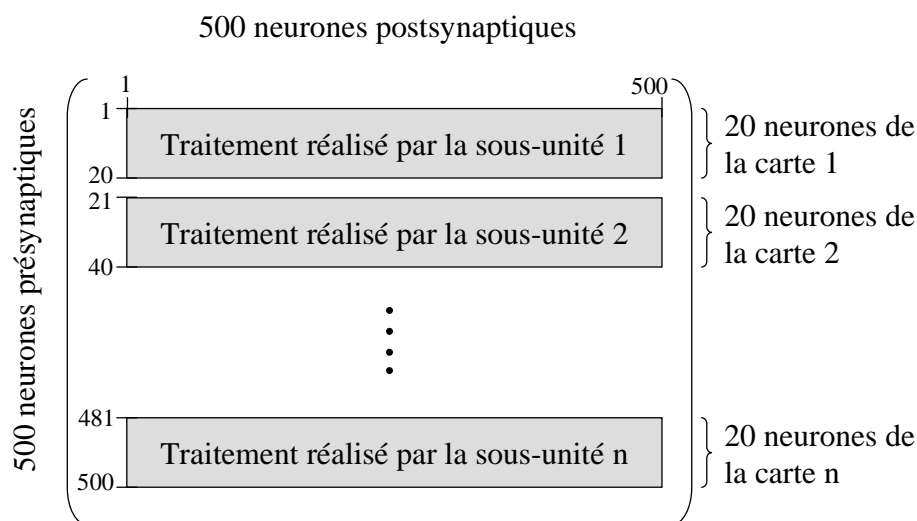 500 neurones postsynaptiques
1 500
500 neurones présynaptiques
1
Traitement réalisé par la sous-unité 1
20
20 neurones de
la carte 1
21
Traitement réalisé par la sous-unité 2
40
20 neurones de
la carte 2
481
Traitement réalisé par la sous-unité n
500
20 neurones de
la carte n